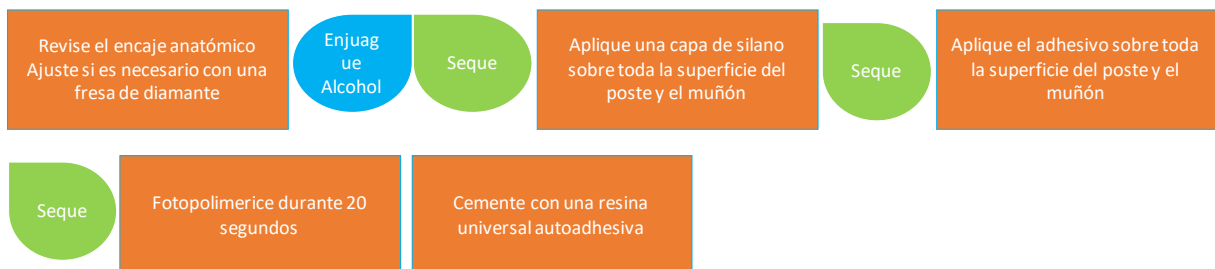 Revise el encaje anatómico
Ajuste si es necesario con una
fresa de diamante
Enjuag
ue
Alcohol
Seque
Aplique una capa de silano
sobre toda la superficie del
poste y el muñón
Seque
Aplique el adhesivo sobre toda
la superficie del poste y el
muñón
Seque
Fotopolimerice durante 20
segundos
Cemente con una resina
universal autoadhesiva